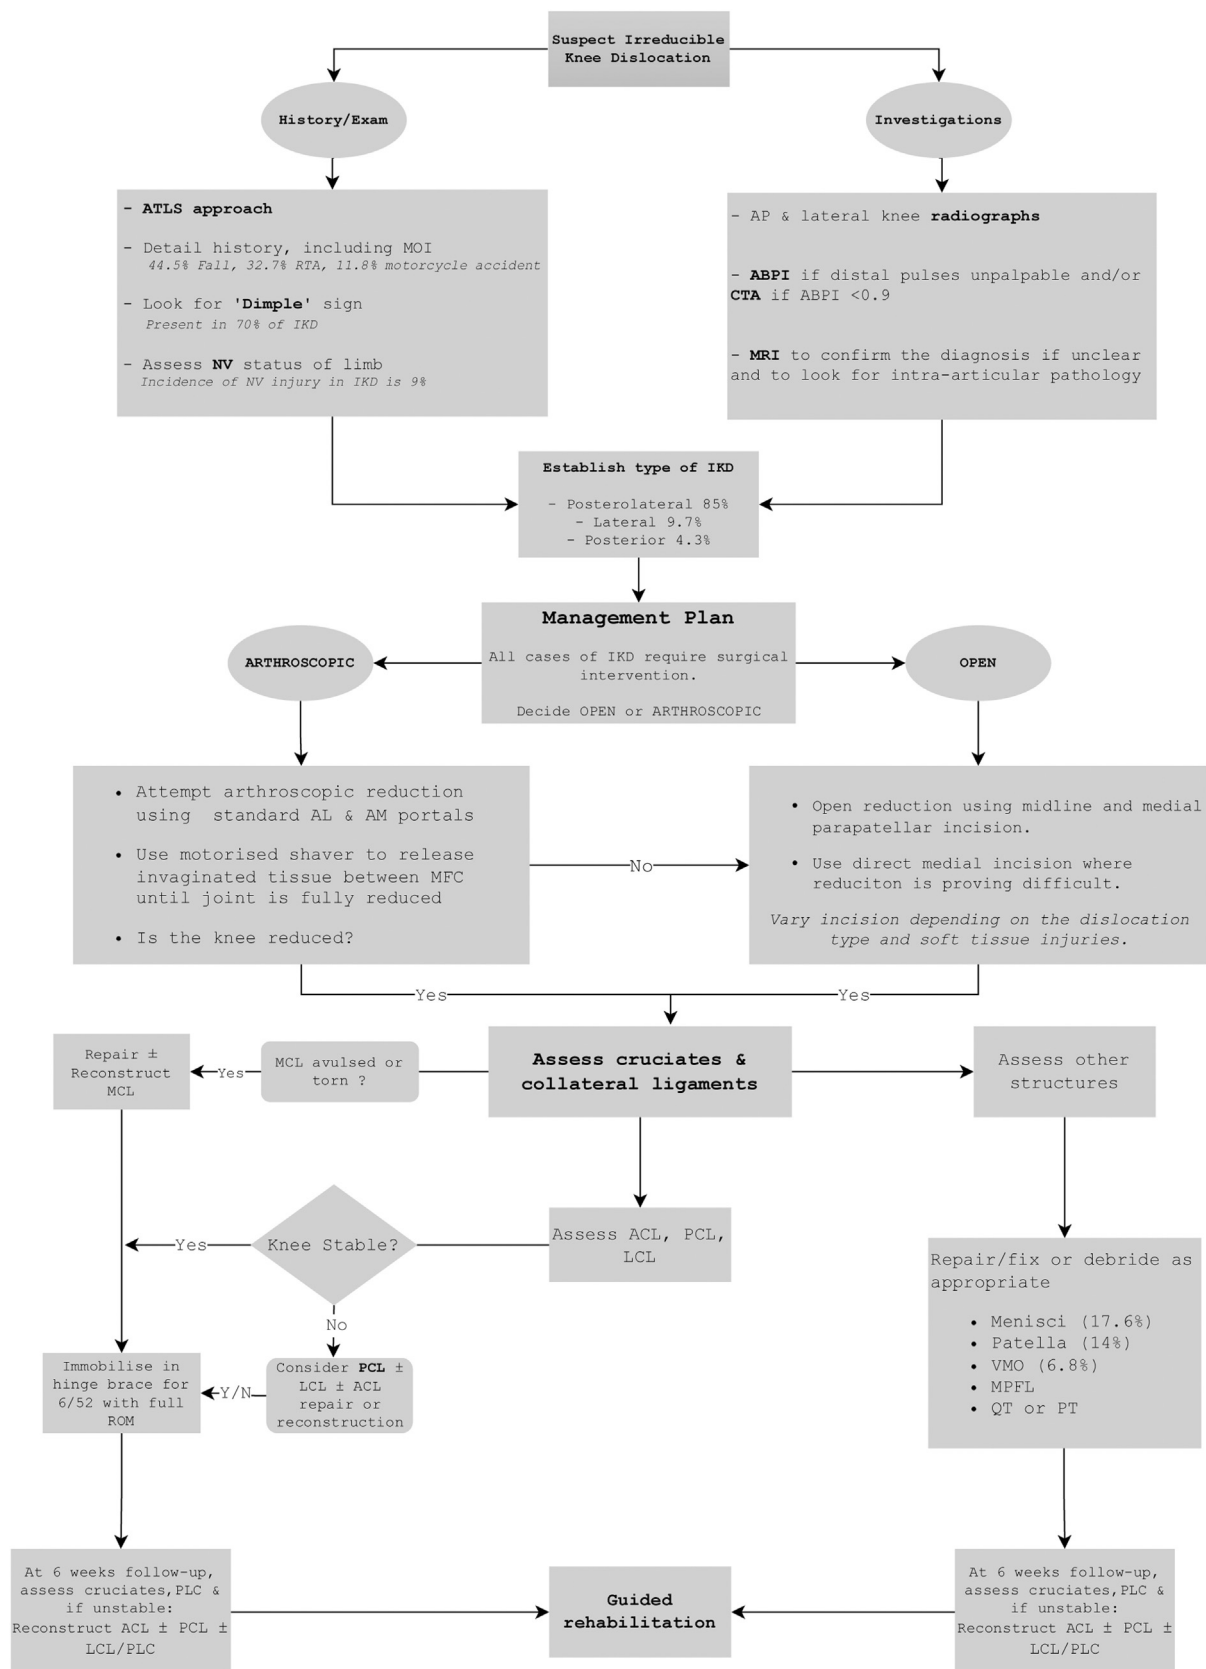 Suspect Irreducible
Knee Dislocation
History/Exam
Investigations
- ATLS approach
- Detail history, including MOI
44.5% Fall, 32.7% RTA, 11.8% motorcycle accident
- Look for 'Dimple' sign
Present in 70% of IKD
- Assess NV status of limb
Incidence of NV injury in IKD is 9%
- AP & lateral knee radiographs
- ABPI if distal pulses unpalpable and/or
CTA if ABPI <0.9
- MRI to confirm the diagnosis if unclear
and to look for intra-articular pathology
Establish type of IKD
- Posterolateral 85%
- Lateral 9.7%
- Posterior 4.3%
Management Plan
All cases of IKD require surgical
intervention.
Decide OPEN or ARTHROSCOPIC
ARTHROSCOPIC
OPEN
• Attempt arthroscopic reduction
using standard AL & AM portals
• Use motorised shaver to release
invaginated tissue between MFC
until joint is fully reduced
• Is the knee reduced?
No
• Open reduction using midline and medial
parapatellar incision.
• Use direct medial incision where
reduciton is proving difficult.
Vary incision depending on the dislocation
type and soft tissue injuries.
Yes
Yes
Repair ±
Reconstruct
MCL
Yes
MCL avulsed or
torn ?
Assess cruciates &
collateral ligaments
Assess other
structures
Yes
Knee Stable?
Assess ACL, PCL,
LCL
No
Immobilise in
hinge brace for
6/52 with full
ROM
Y/N
Consider PCL ±
LCL ± ACL
repair or
reconstruction
Repair/fix or debride as
appropriate
• Menisci (17.6%)
• Patella (14%)
• VMO (6.8%)
• MPFL
• QT or PT
At 6 weeks follow-up,
assess cruciates,PLC &
if unstable:
Reconstruct ACL ± PCL ±
LCL/PLC
Guided
rehabilitation
At 6 weeks follow-up,
assess cruciates,PLC &
if unstable:
Reconstruct ACL ± PCL ±
LCL/PLC